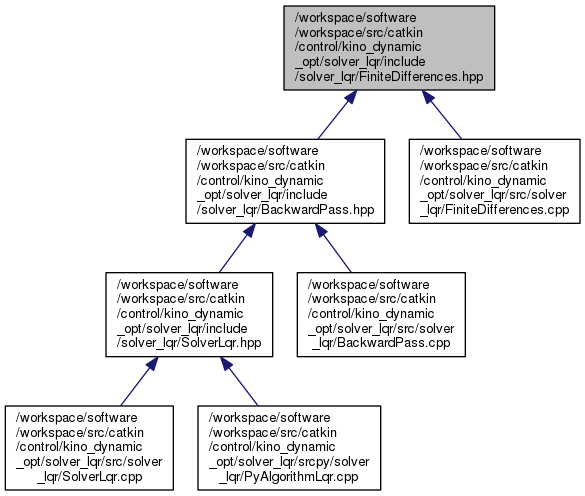 /workspace/software
/workspace/src/catkin
/control/kino_dynamic
_opt/solver_lqr/include
/solver_lqr/FiniteDifferences.hpp
/workspace/software
/workspace/src/catkin
/control/kino_dynamic
_opt/solver_lqr/include
/solver_lqr/BackwardPass.hpp
/workspace/software
/workspace/src/catkin
/control/kino_dynamic
_opt/solver_lqr/src/solver
_lqr/FiniteDifferences.cpp
/workspace/software
/workspace/src/catkin
/control/kino_dynamic
_opt/solver_lqr/include
/solver_lqr/SolverLqr.hpp
/workspace/software
/workspace/src/catkin
/control/kino_dynamic
_opt/solver_lqr/src/solver
_lqr/BackwardPass.cpp
/workspace/software
/workspace/src/catkin
/control/kino_dynamic
_opt/solver_lqr/src/solver
_lqr/SolverLqr.cpp
/workspace/software
/workspace/src/catkin
/control/kino_dynamic
_opt/solver_lqr/srcpy/solver
_lqr/PyAlgorithmLqr.cpp